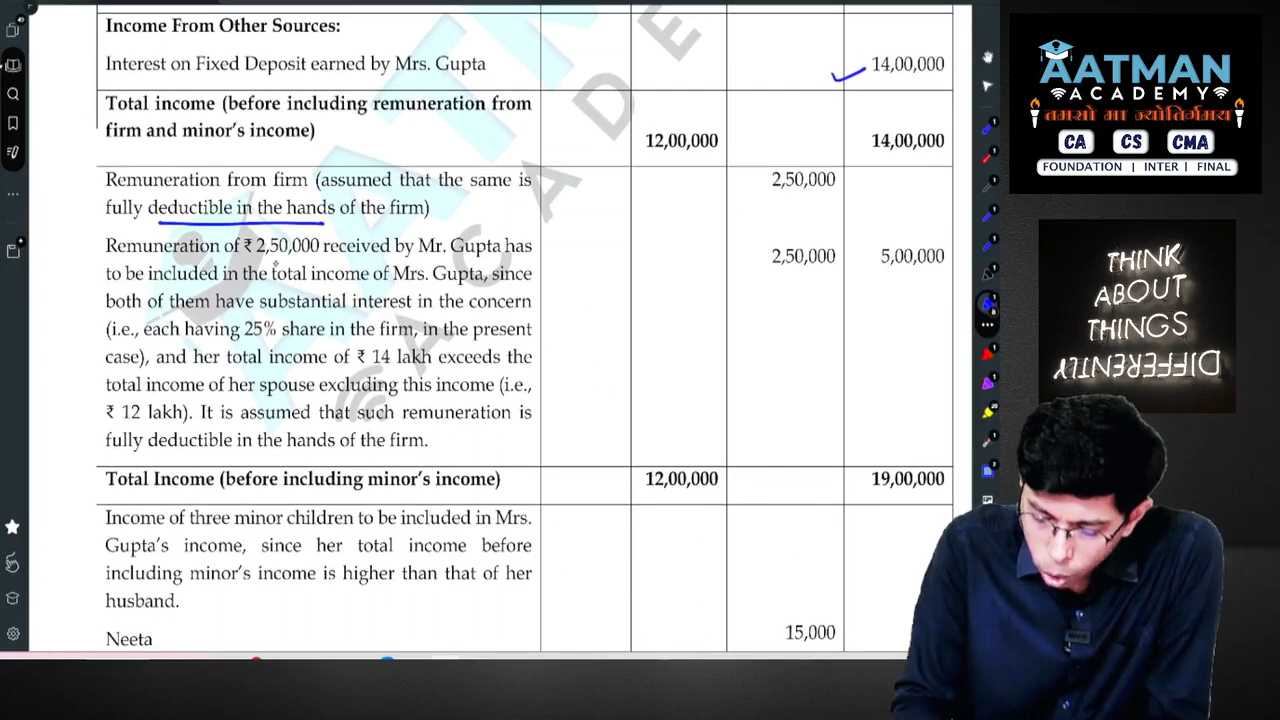 Income From Other Sources:
Interest on Fixed Deposit earned by Mrs. Gupta 14,00,000
Total income (before including remuneration from
firm and minor's income) 12,00,000 14,00,000
Remuneration from firm (assumed that the same is 2,50,000
fully deductible in the hands of the firm)
Remuneration of ₹ 2,50,000 received by Mr. Gupta has 2,50,000 5,00,000
to be included in the total income of Mrs. Gupta, since
both of them have substantial interest in the concern
(i.e., each having 25% share in the firm, in the present
case), and her total income of ₹ 14 lakh exceeds the
total income of her spouse excluding this income (i.e.,
₹ 12 lakh). It is assumed that such remuneration is
fully deductible in the hands of the firm.
Total Income (before including minor's income) 12,00,000 19,00,000
Income of three minor children to be included in Mrs.
Gupta's income, since her total income before
including minor's income is higher than that of her
husband.
Neeta 15,000
AATMAN
ACADEMY
तमसो मा ज्योतिर्गमय
CA CS CMA
FOUNDATION | INTER | FINAL
THINK
ABOUT
THINGS
DIFFERENTLY